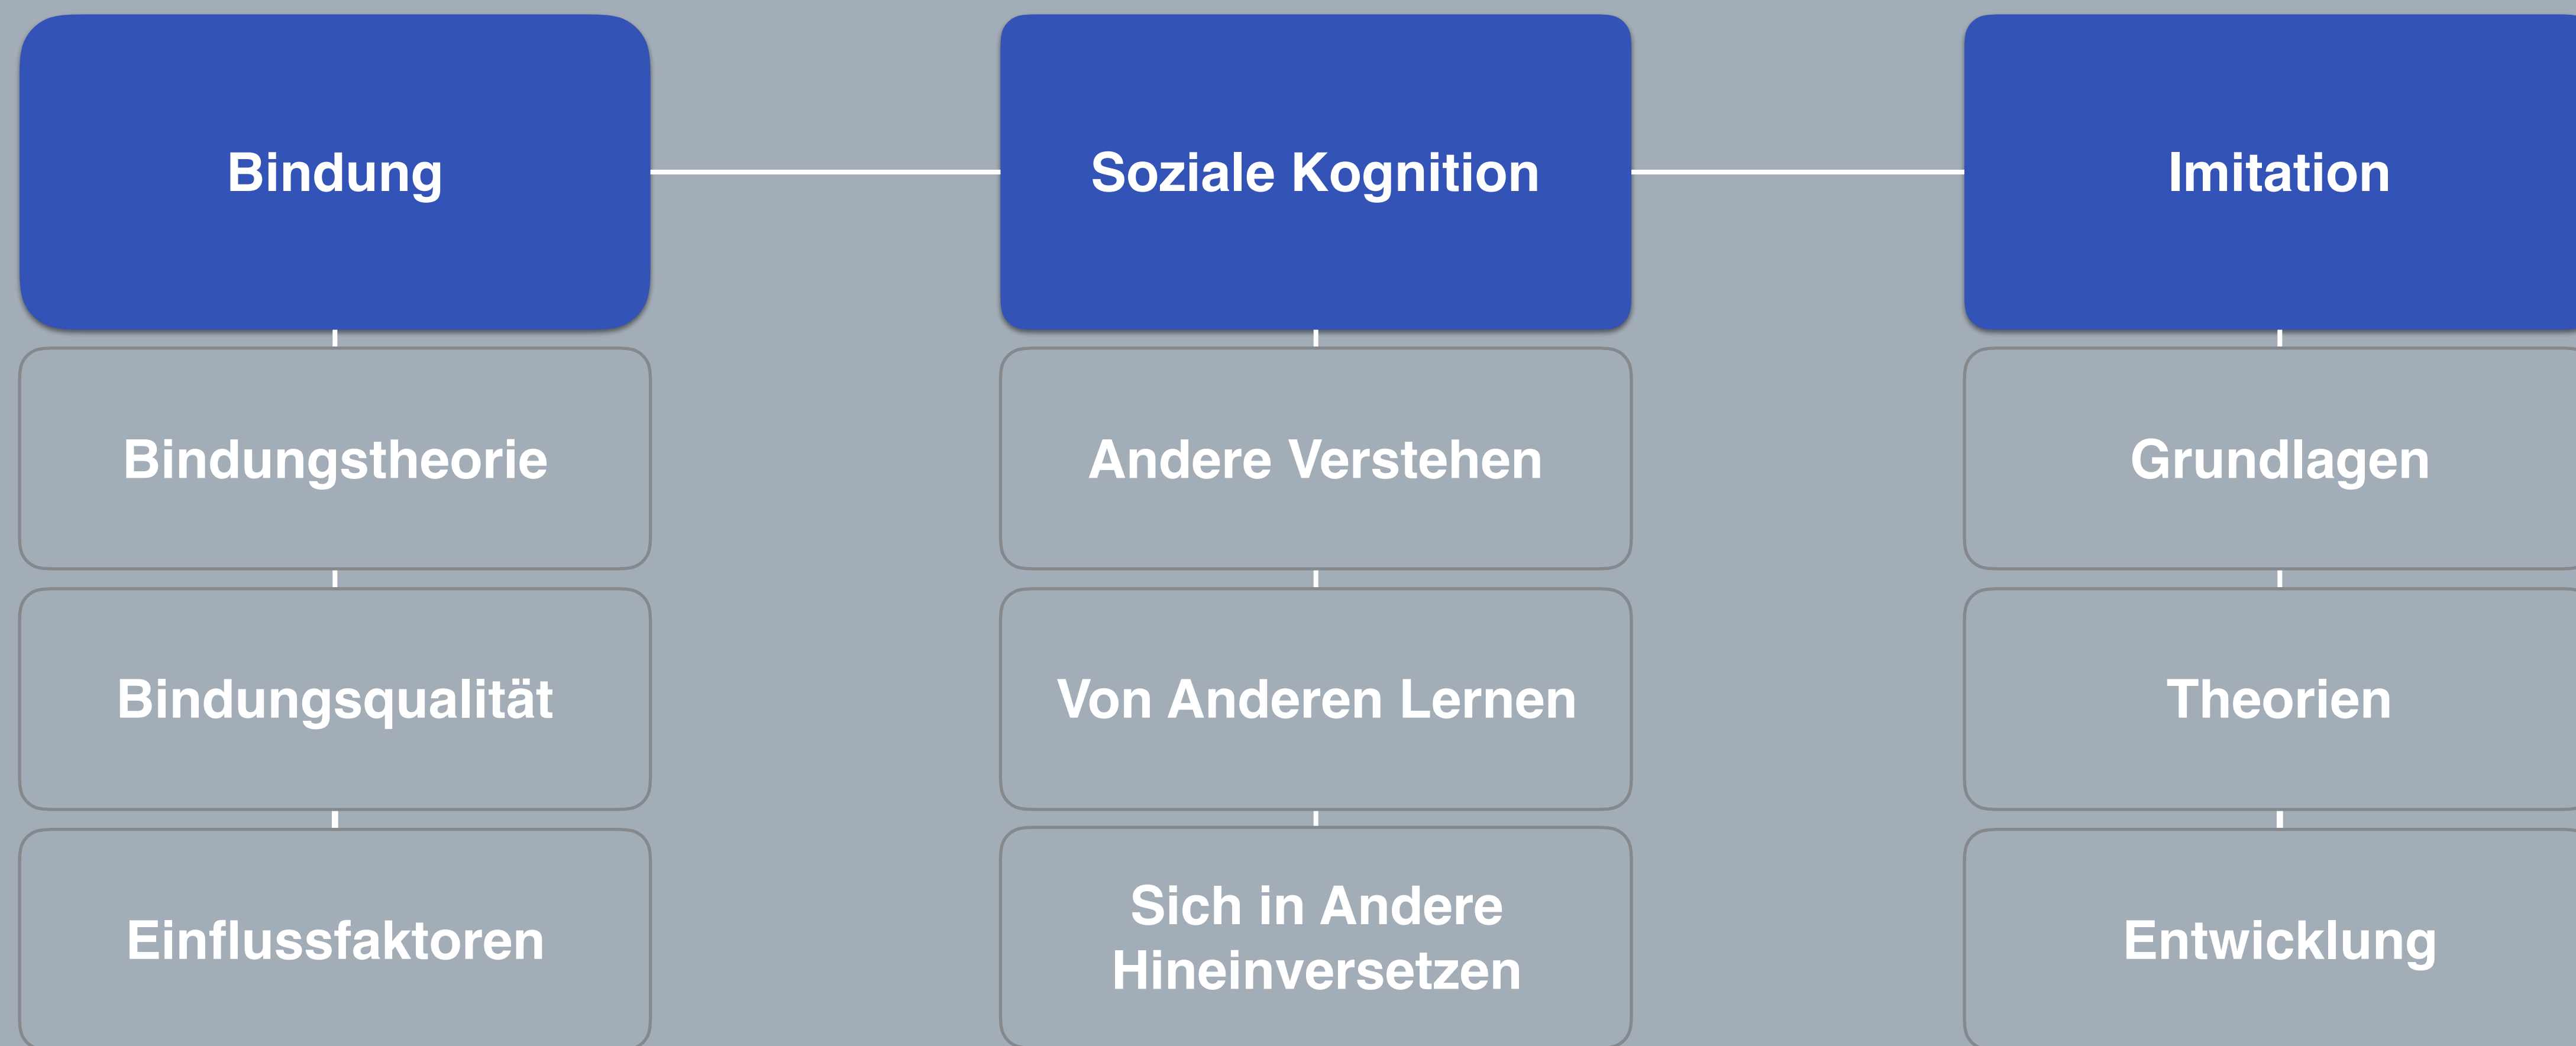 Bindung
Soziale Kognition
Imitation
Bindungstheorie
Andere Verstehen
Grundlagen
Bindungsqualität
Von Anderen Lernen
Theorien
Einflussfaktoren
Sich in Andere
Hineinversetzen
Entwicklung